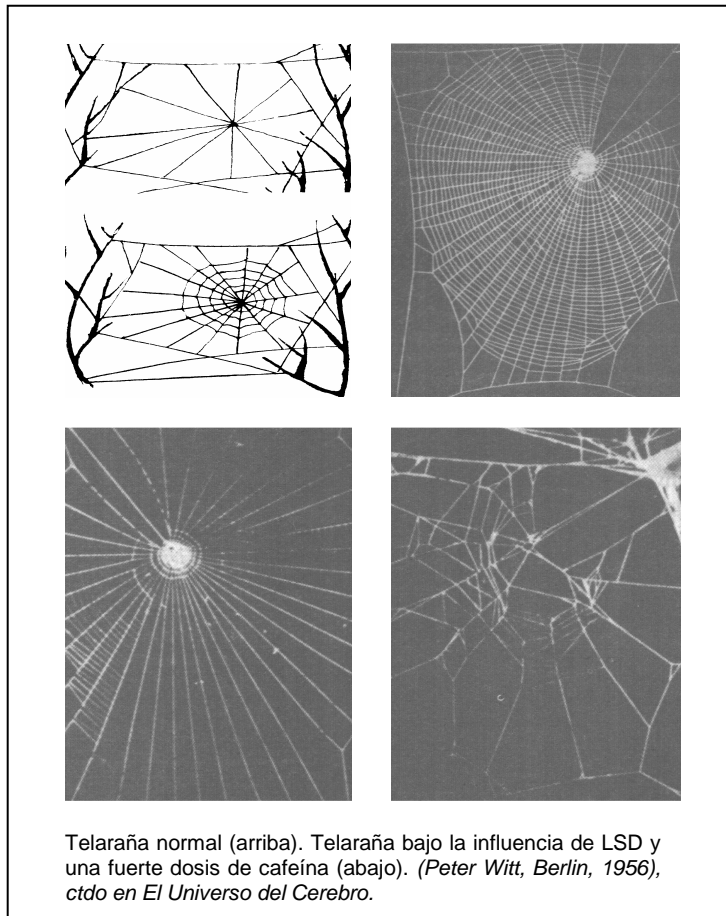 Telaraña normal (arriba). Telaraña bajo la influencia de LSD y
una fuerte dosis de cafeína (abajo). (Peter Witt, Berlin, 1956),
ctdo en El Universo del Cerebro.